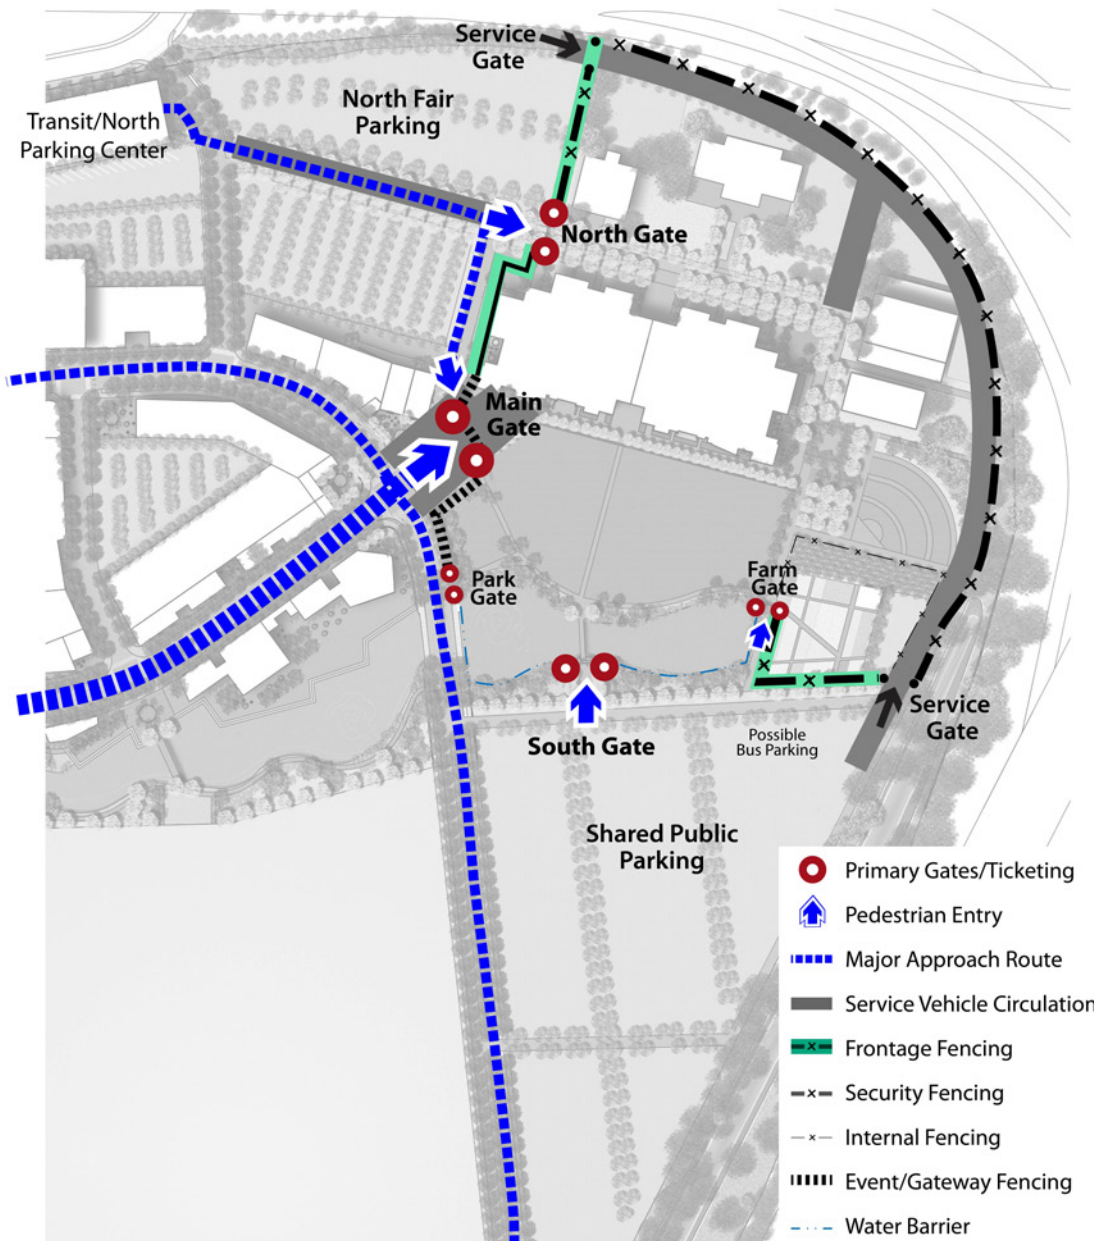 Service
Gate
North Fair
Parking
Transit/North
Parking Center
North Gate
Main
Gate
Park
Gate
Farm
Gate
South Gate
Possible
Bus Parking
Service
Gate
Shared Public
Parking
Primary Gates/Ticketing
Pedestrian Entry
Major Approach Route
Service Vehicle Circulation
Frontage Fencing
Security Fencing
Internal Fencing
Event/Gateway Fencing
Water Barrier